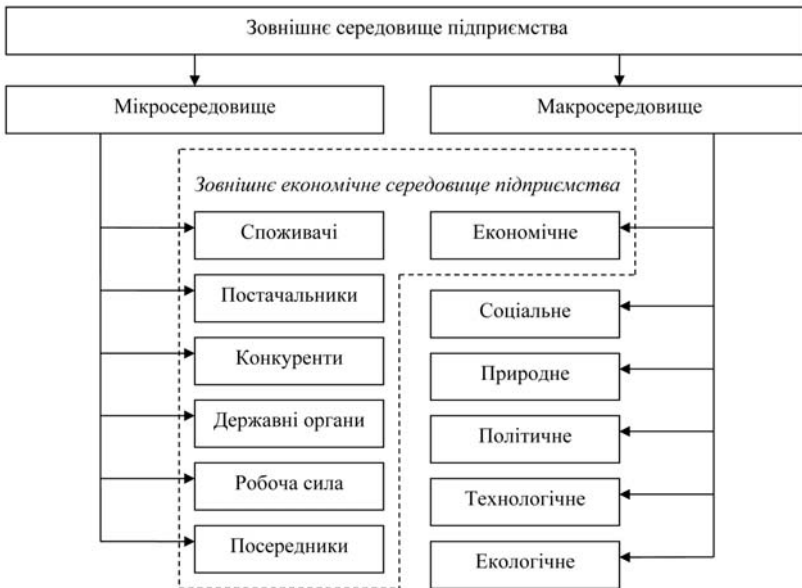 Зовнішнє середовище підприємства
Мікросередовище
Макросередовище
Зовнішнє економічне середовище підприємства
Споживачі
Економічне
Постачальники
Соціальне
Конкуренти
Природне
Державні органи
Політичне
Робоча сила
Технологічне
Посередники
Екологічне